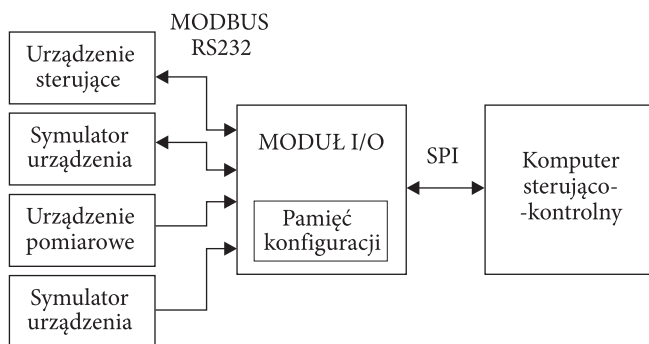 MODBUS
RS232
Urządzenie
sterujące
Symulator
urządzenia
Urządzenie
pomiarowe
Symulator
urządzenia
MODUŁ I/O
Pamięć
konfiguracji
SPI
Komputer
sterująco-
-kontrolny